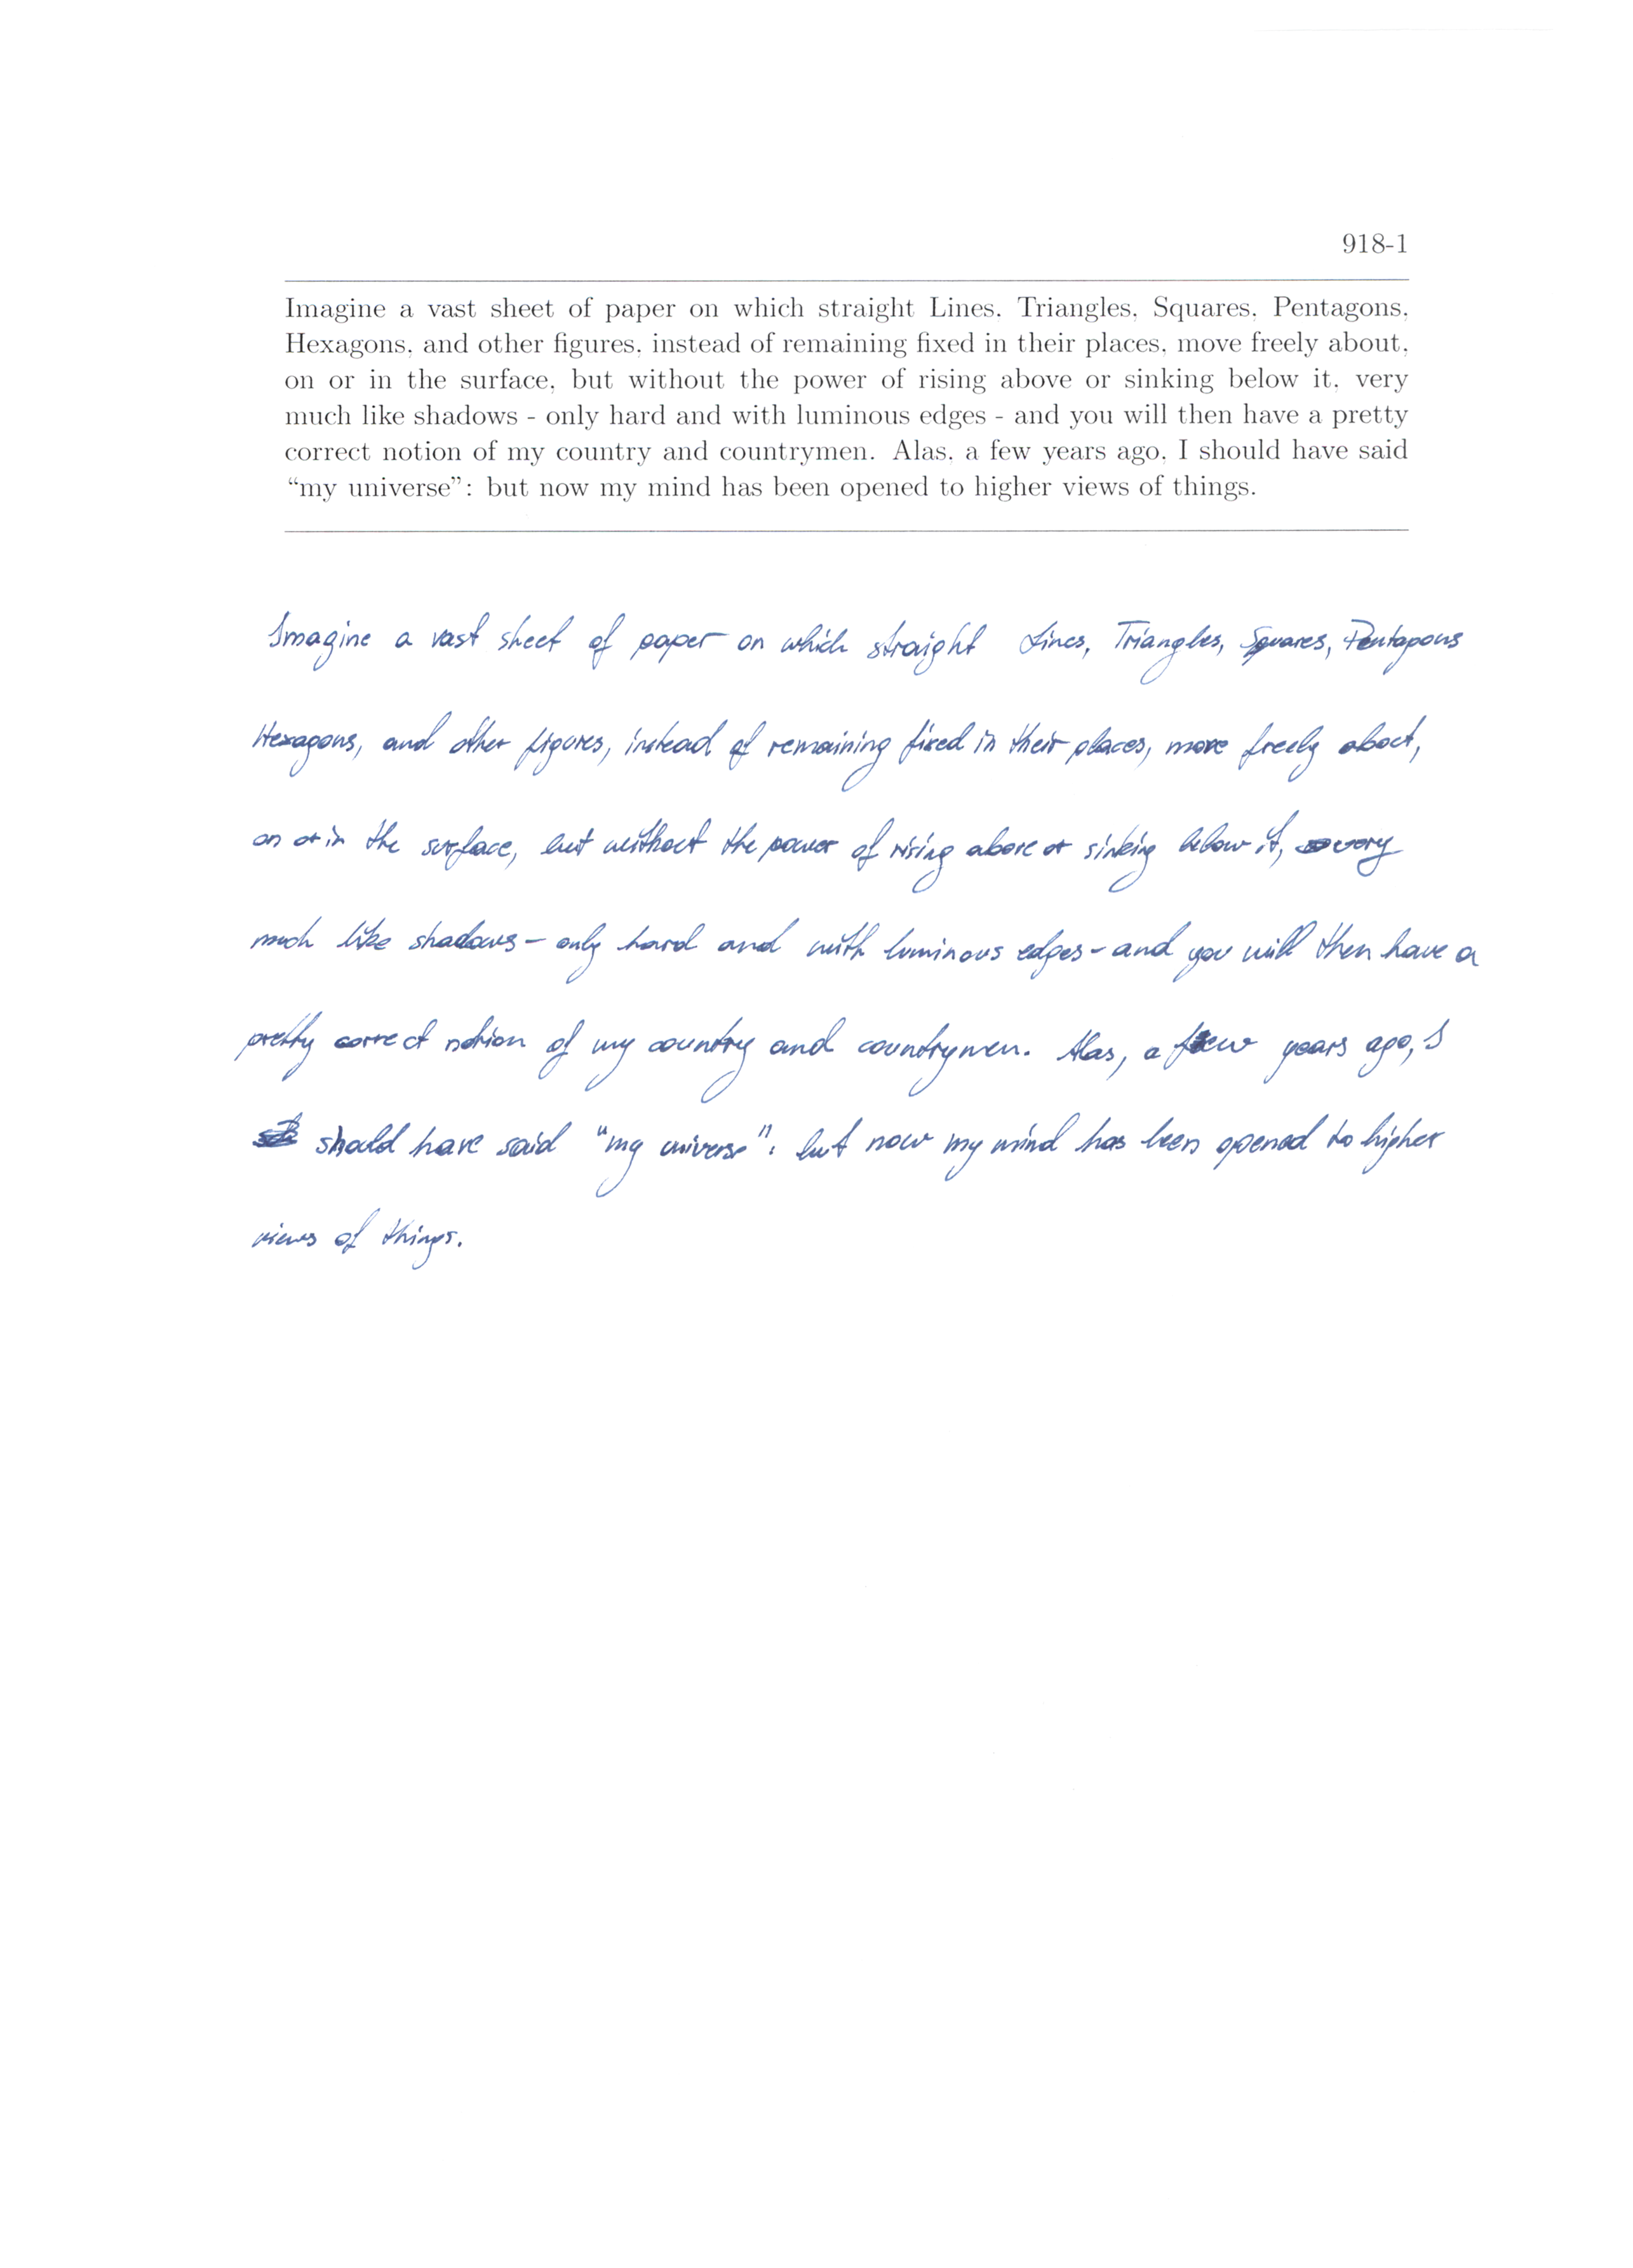 918-1
Imagine a vast sheet of paper on which straight Lines, Triangles, Squares, Pentagons,
Hexagons, and other figures, instead of remaining fixed in their places, move freely about,
on or in the surface, but without the power of rising above or sinking below it, very
much like shadows - only hard and with luminous edges - and you will then have a pretty
correct notion of my country and countrymen. Alas, a few years ago, I should have said
“my universe”: but now my mind has been opened to higher views of things.
Imagine a vast sheet of paper on which straight Lines, Triangles, Squares, Pentagons
Hexagons, and other figures, instead of remaining fixed in their places, move freely about,
on or in the surface, but without the power of rising above or sinking below it, very
much like shadows - only hard and with luminous edges - and you will then have a
pretty correct notion of my country and countrymen. Alas, a few years ago, I
should have said “my universe”: but now my mind has been opened to higher
views of things.